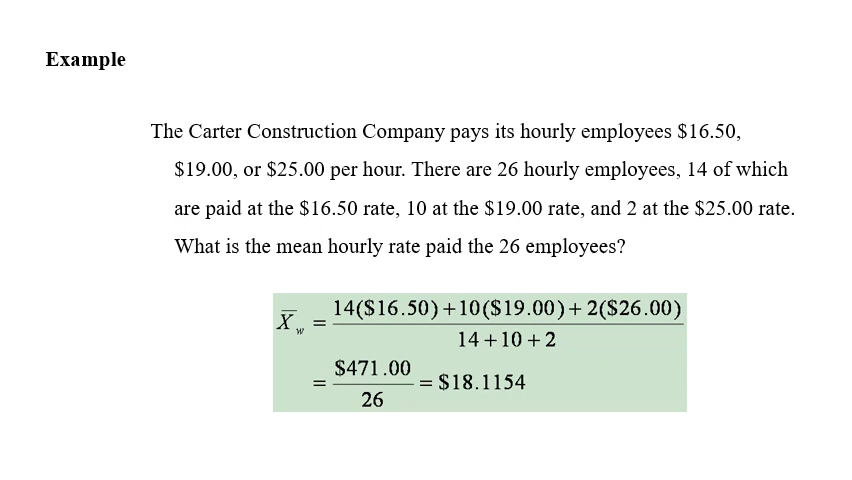 Example
The Carter Construction Company pays its hourly employees $16.50,
$19.00, or $25.00 per hour. There are 26 hourly employees, 14 of which
are paid at the $16.50 rate, 10 at the $19.00 rate, and 2 at the $25.00 rate.
What is the mean hourly rate paid the 26 employees?
14($16.50)+10($19.00)+2($26.00)
X̅w =
14+10+2
$471.00
= = $18.1154
26